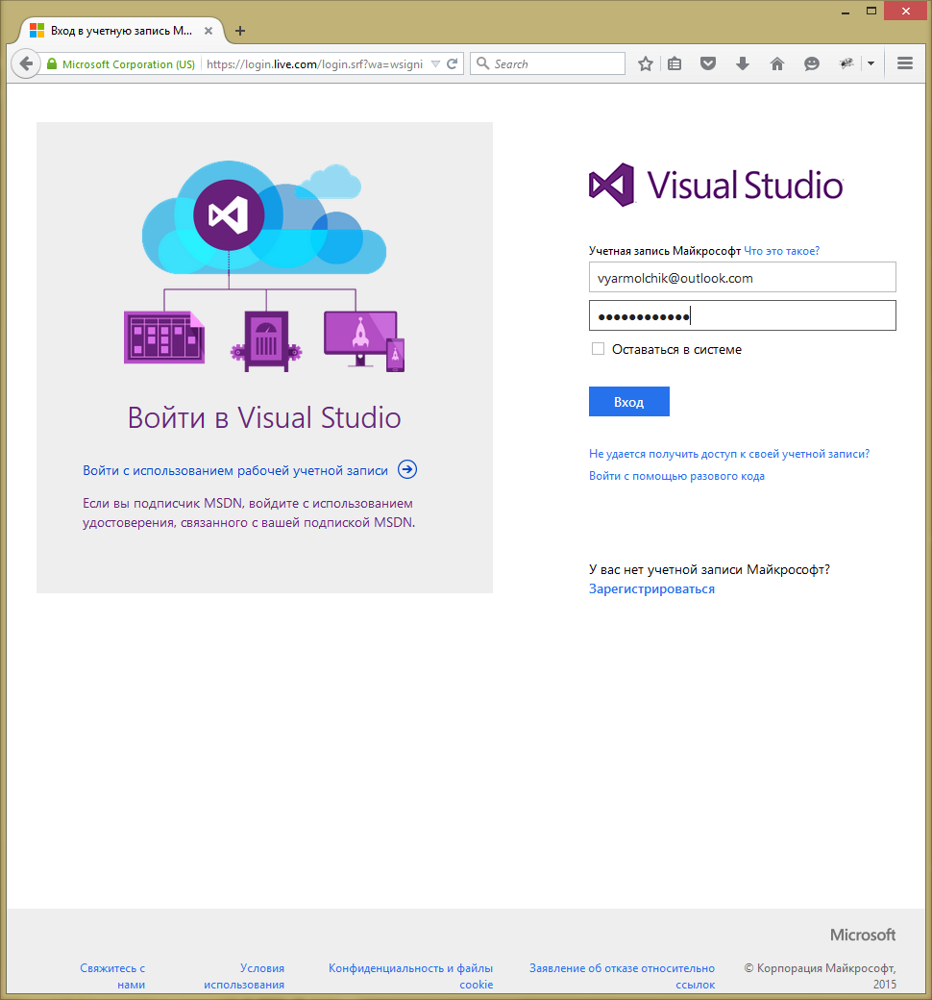 Вход в учетную запись М...
Microsoft Corporation (US)
https://login.live.com/login.srf?wa=wsigni
Search
Войти в Visual Studio
Войти с использованием рабочей учетной записи
Если вы подписчик MSDN, войдите с использованием
удостоверения, связанного с вашей подпиской MSDN.
Visual Studio
Учетная запись Майкрософт Что это такое?
vyarmolchik@outlook.com
●●●●●●●●●●●●
Оставаться в системе
Вход
Не удается получить доступ к своей учетной записи?
Войти с помощью разового кода
У вас нет учетной записи Майкрософт?
Зарегистрироваться
Microsoft
Свяжитесь с
нами
Условия
использования
Конфиденциальность и файлы
cookie
Заявление об отказе относительно
ссылок
© Корпорация Майкрософт,
2015